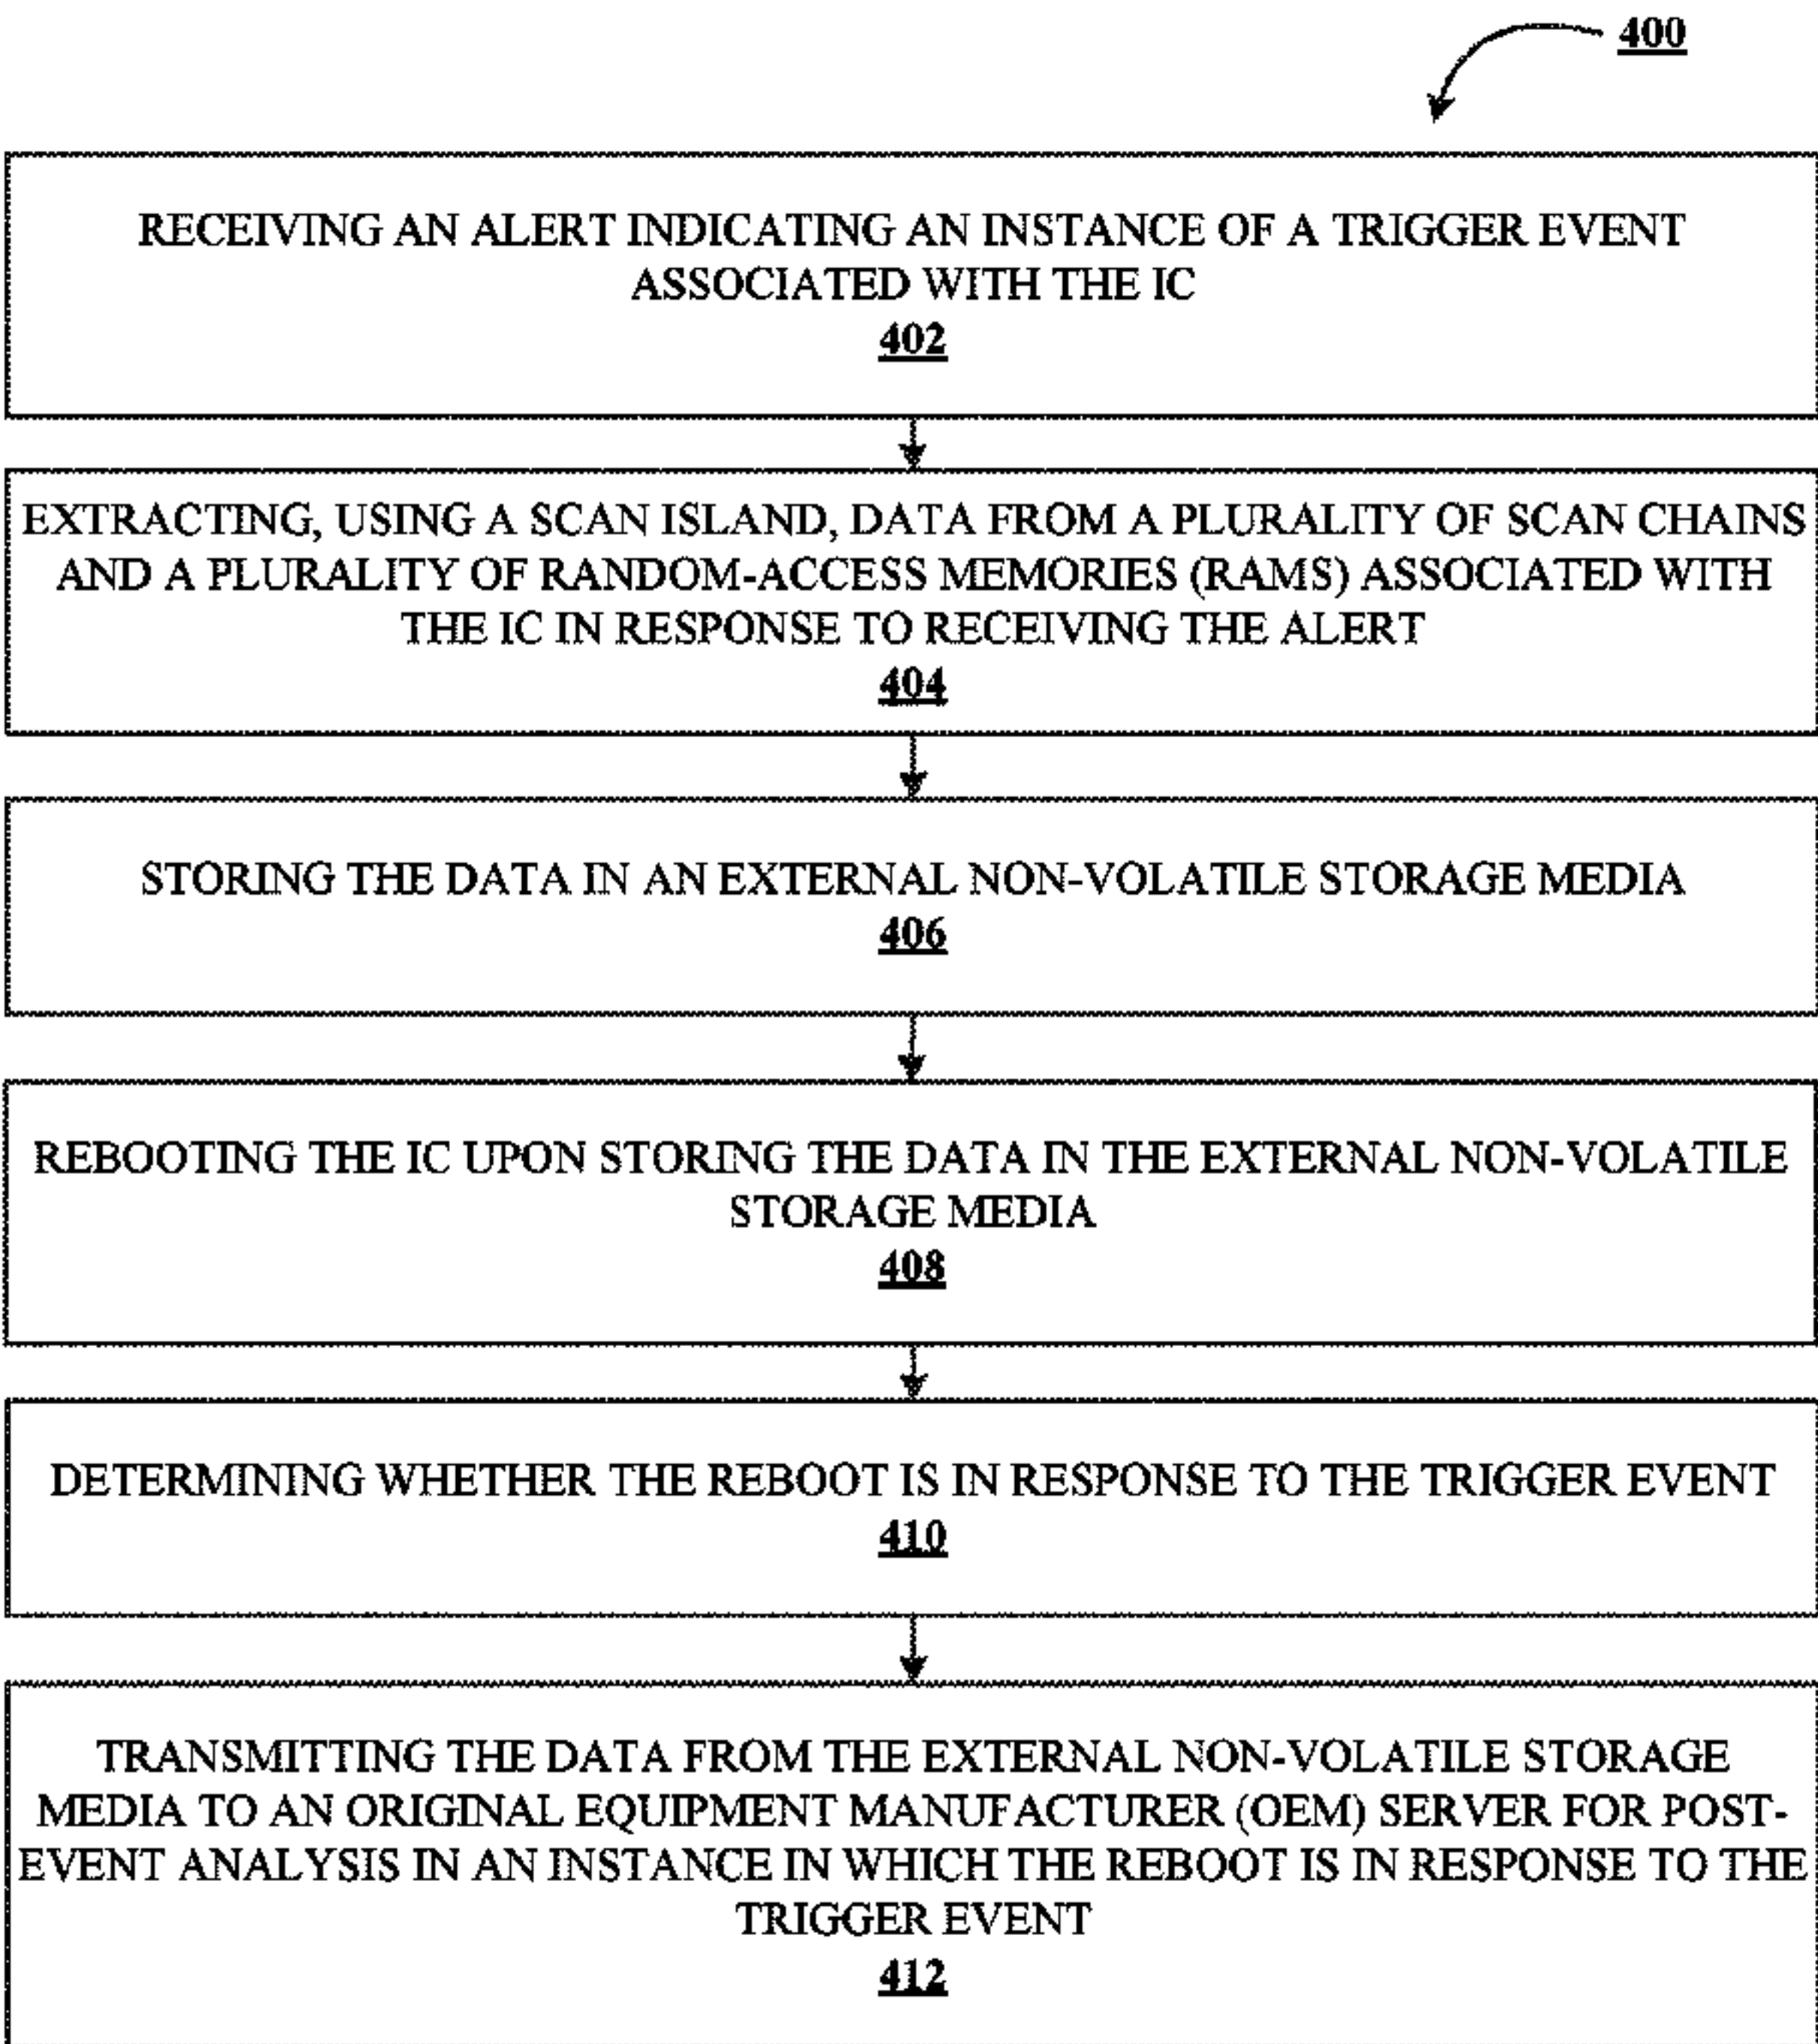 400
RECEIVING AN ALERT INDICATING AN INSTANCE OF A TRIGGER EVENT
ASSOCIATED WITH THE IC
402
EXTRACTING, USING A SCAN ISLAND, DATA FROM A PLURALITY OF SCAN CHAINS
AND A PLURALITY OF RANDOM-ACCESS MEMORIES (RAMS) ASSOCIATED WITH
THE IC IN RESPONSE TO RECEIVING THE ALERT
404
STORING THE DATA IN AN EXTERNAL NON-VOLATILE STORAGE MEDIA
406
REBOOTING THE IC UPON STORING THE DATA IN THE EXTERNAL NON-VOLATILE
STORAGE MEDIA
408
DETERMINING WHETHER THE REBOOT IS IN RESPONSE TO THE TRIGGER EVENT
410
TRANSMITTING THE DATA FROM THE EXTERNAL NON-VOLATILE STORAGE
MEDIA TO AN ORIGINAL EQUIPMENT MANUFACTURER (OEM) SERVER FOR POST-
EVENT ANALYSIS IN AN INSTANCE IN WHICH THE REBOOT IS IN RESPONSE TO THE
TRIGGER EVENT
412